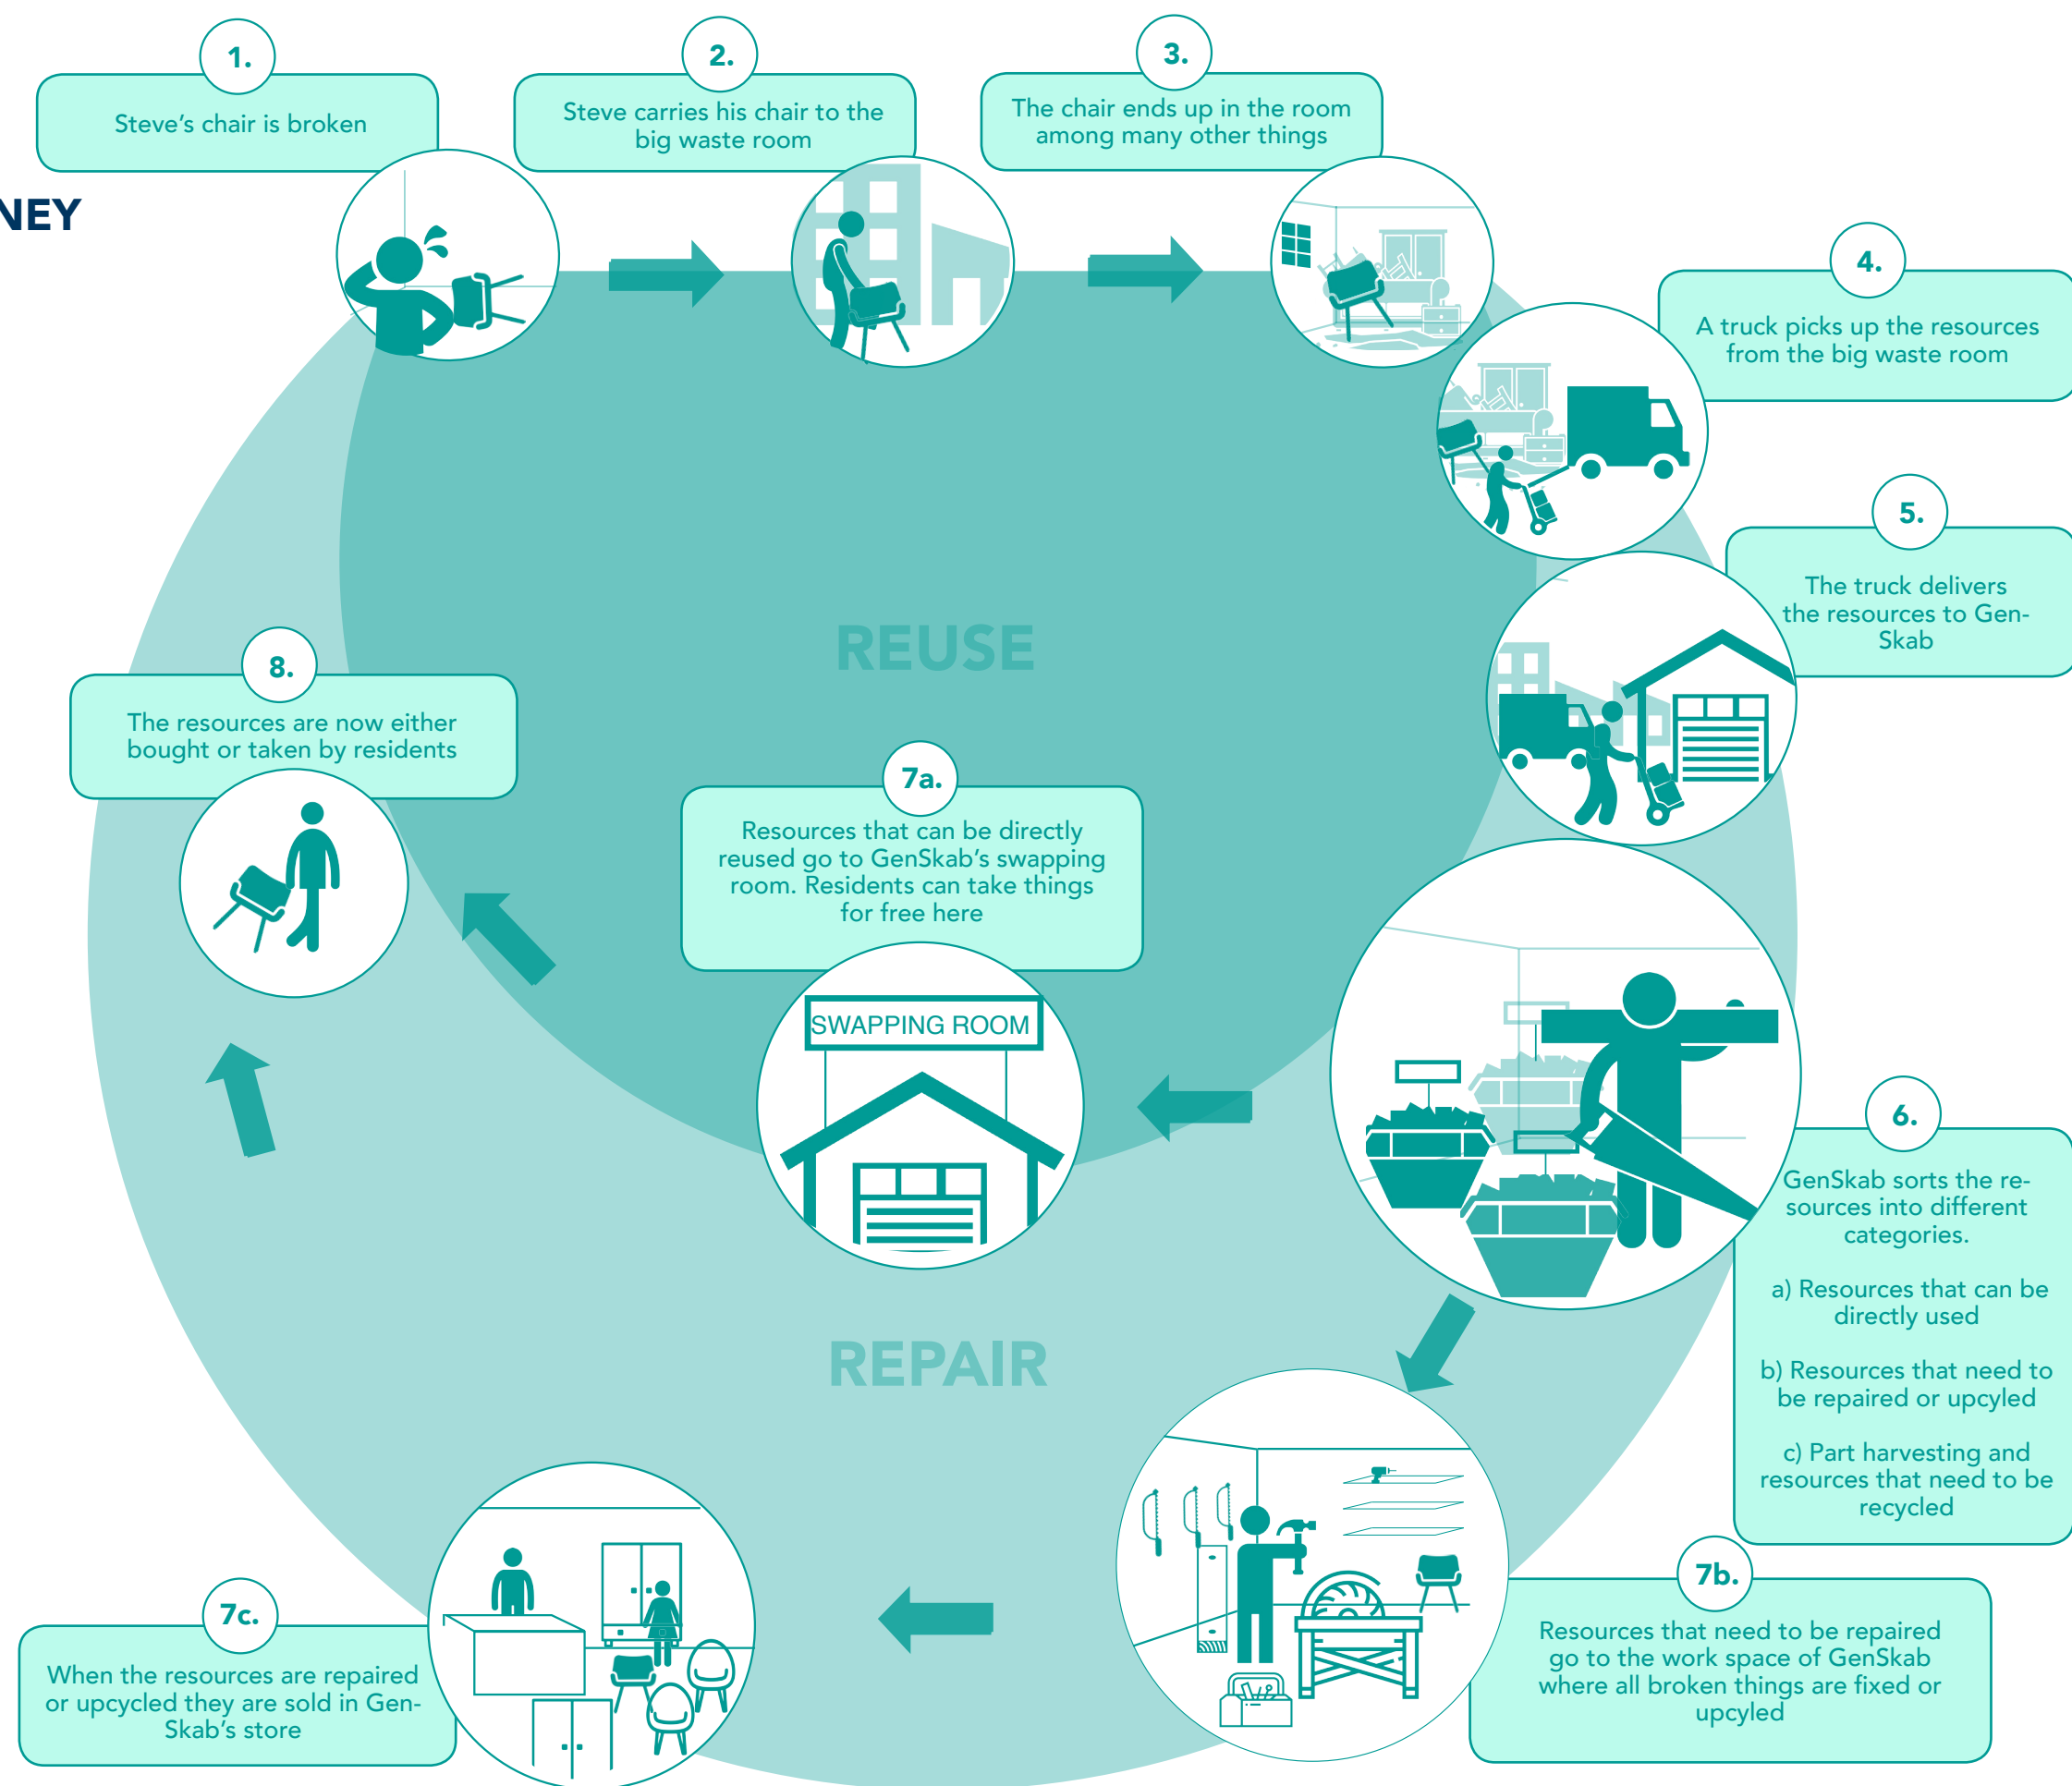 NEY
1.
Steve's chair is broken
2.
Steve carries his chair to the
big waste room
3.
The chair ends up in the room
among many other things
4.
A truck picks up the resources
from the big waste room
5.
The truck delivers
the resources to Gen-
Skab
6.
GenSkab sorts the re-
sources into different
categories.
a) Resources that can be
directly used
b) Resources that need to
be repaired or upcyled
c) Part harvesting and
resources that need to be
recycled
REUSE
7a.
Resources that can be directly
reused go to GenSkab's swapping
room. Residents can take things
for free here
SWAPPING ROOM
REPAIR
7b.
Resources that need to be repaired
go to the work space of GenSkab
where all broken things are fixed or
upcyled
7c.
When the resources are repaired
or upcycled they are sold in Gen-
Skab's store
8.
The resources are now either
bought or taken by residents